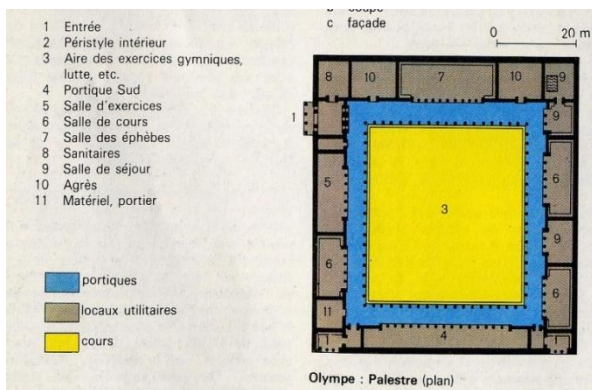 1 Entrée
2 Péristyle intérieur
3 Aire des exercices gymniques,
lutte, etc.
4 Portique Sud
5 Salle d'exercices
6 Salle de cours
7 Salle des éphèbes
8 Sanitaires
9 Salle de séjour
10 Agrès
11 Matériel, portier
portiques
locaux utilitaires
cours
c façade
0 20 m
8 10 7 10 9
1
9
5
6
3
6
9
6
11
1 4 1
Olympe : Palestre (plan)